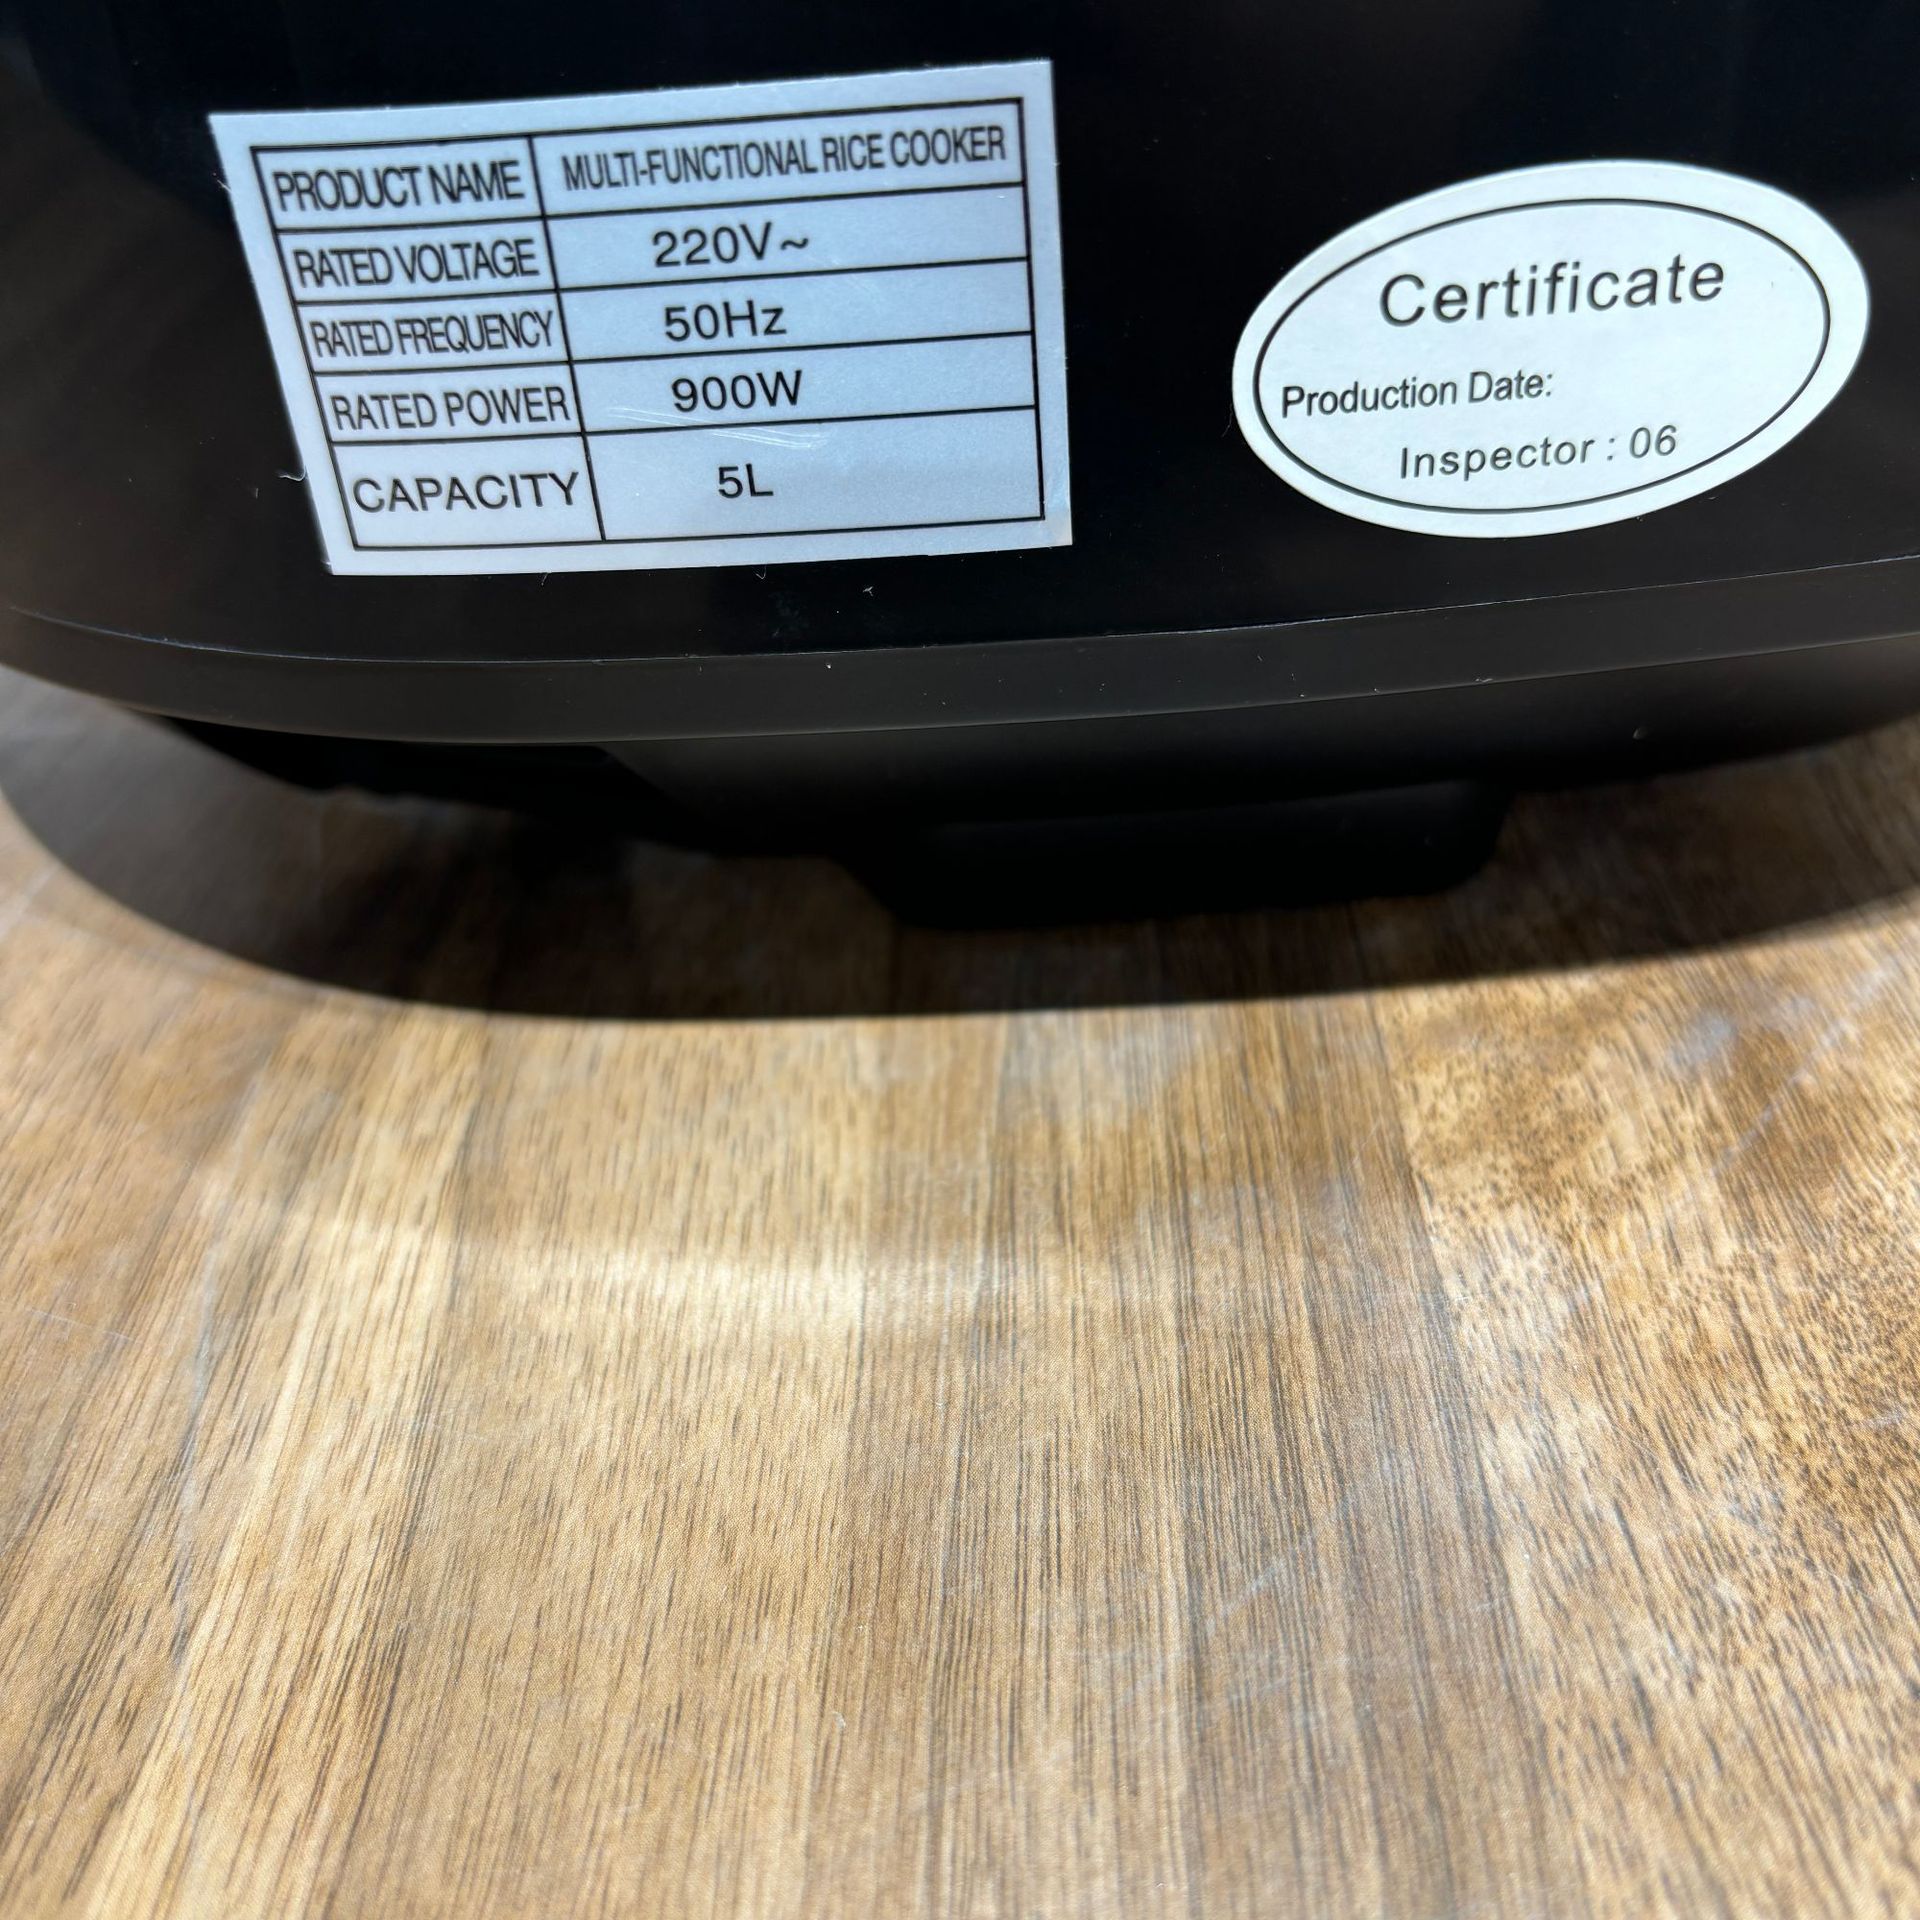 PRODUCT NAME MULTI-FUNCTIONAL RICE COOKER
RATED VOLTAGE 220V~
RATED FREQUENCY 50Hz
RATED POWER 900W
CAPACITY 5L
Certificate
Production Date:
Inspector : 06